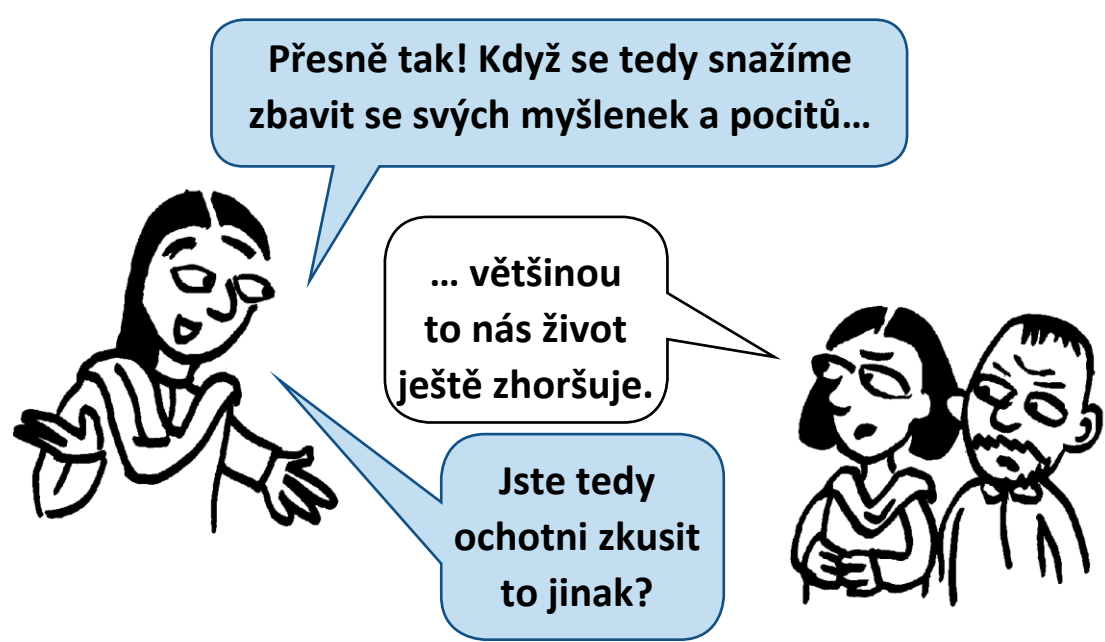 Přesně tak! Když se tedy snažíme
zbavit se svých myšlenek a pocitů…
… většinou
to nás život
ještě zhoršuje.
Jste tedy
ochotni zkusit
to jinak?